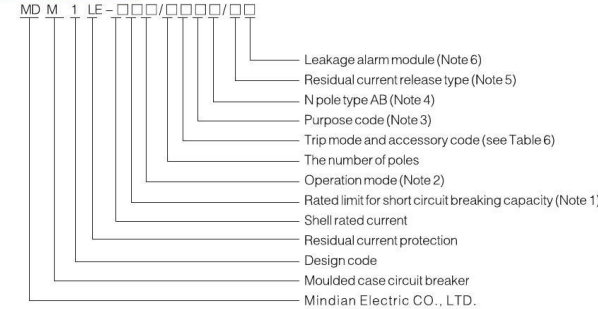 MD M 1 LE-□□□/□□□□/□□
Leakage alarm module (Note 6)
Residual current release type (Note 5)
N pole type AB (Note 4)
Purpose code (Note 3)
Trip mode and accessory code (see Table 6)
The number of poles
Operation mode (Note 2)
Rated limit for short circuit breaking capacity (Note 1)
Shell rated current
Residual current protection
Design code
Moulded case circuit breaker
Mindian Electric CO., LTD.